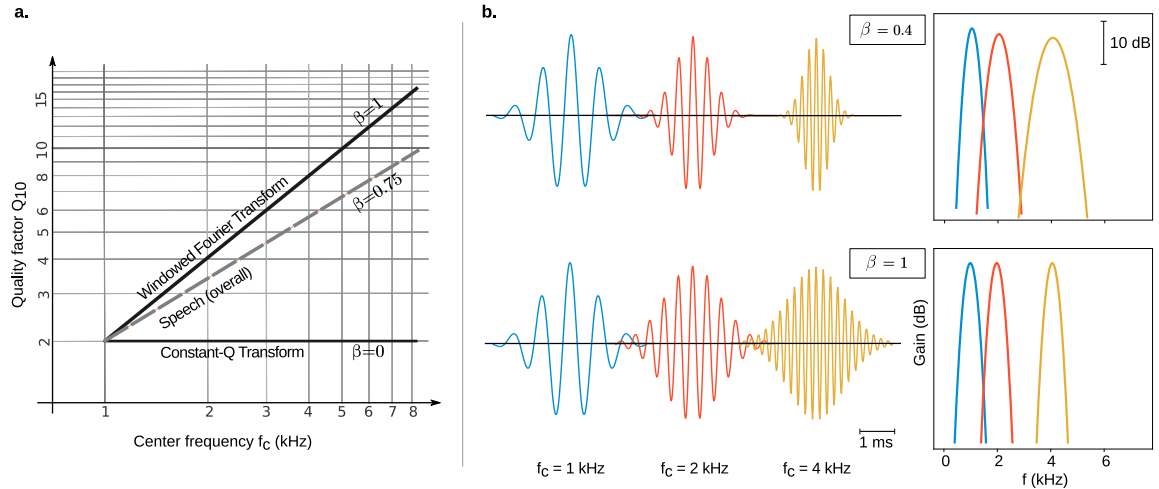 a.
15
10
8
6
5
4
3
2
Quality factor Q10
β=1
Windowed Fourier Transform
β=0.75
Speech (overall)
Constant-Q Transform
β=0
1 2 3 4 5 6 7 8
Center frequency fc (kHz)
b.
β = 0.4
10 dB
β = 1
1 ms
fc = 1 kHz fc = 2 kHz fc = 4 kHz
Gain (dB)
0 2 4 6
f (kHz)